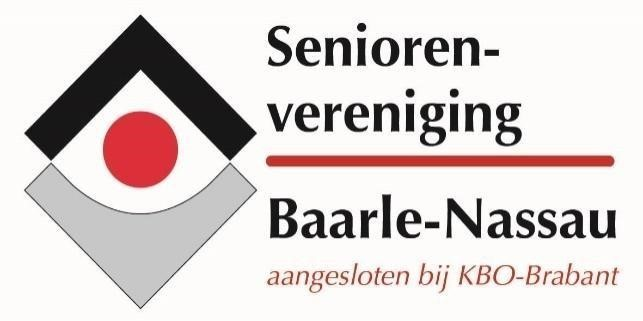 Senioren-
vereniging
Baarle-Nassau
aangesloten bij KBO-Brabant